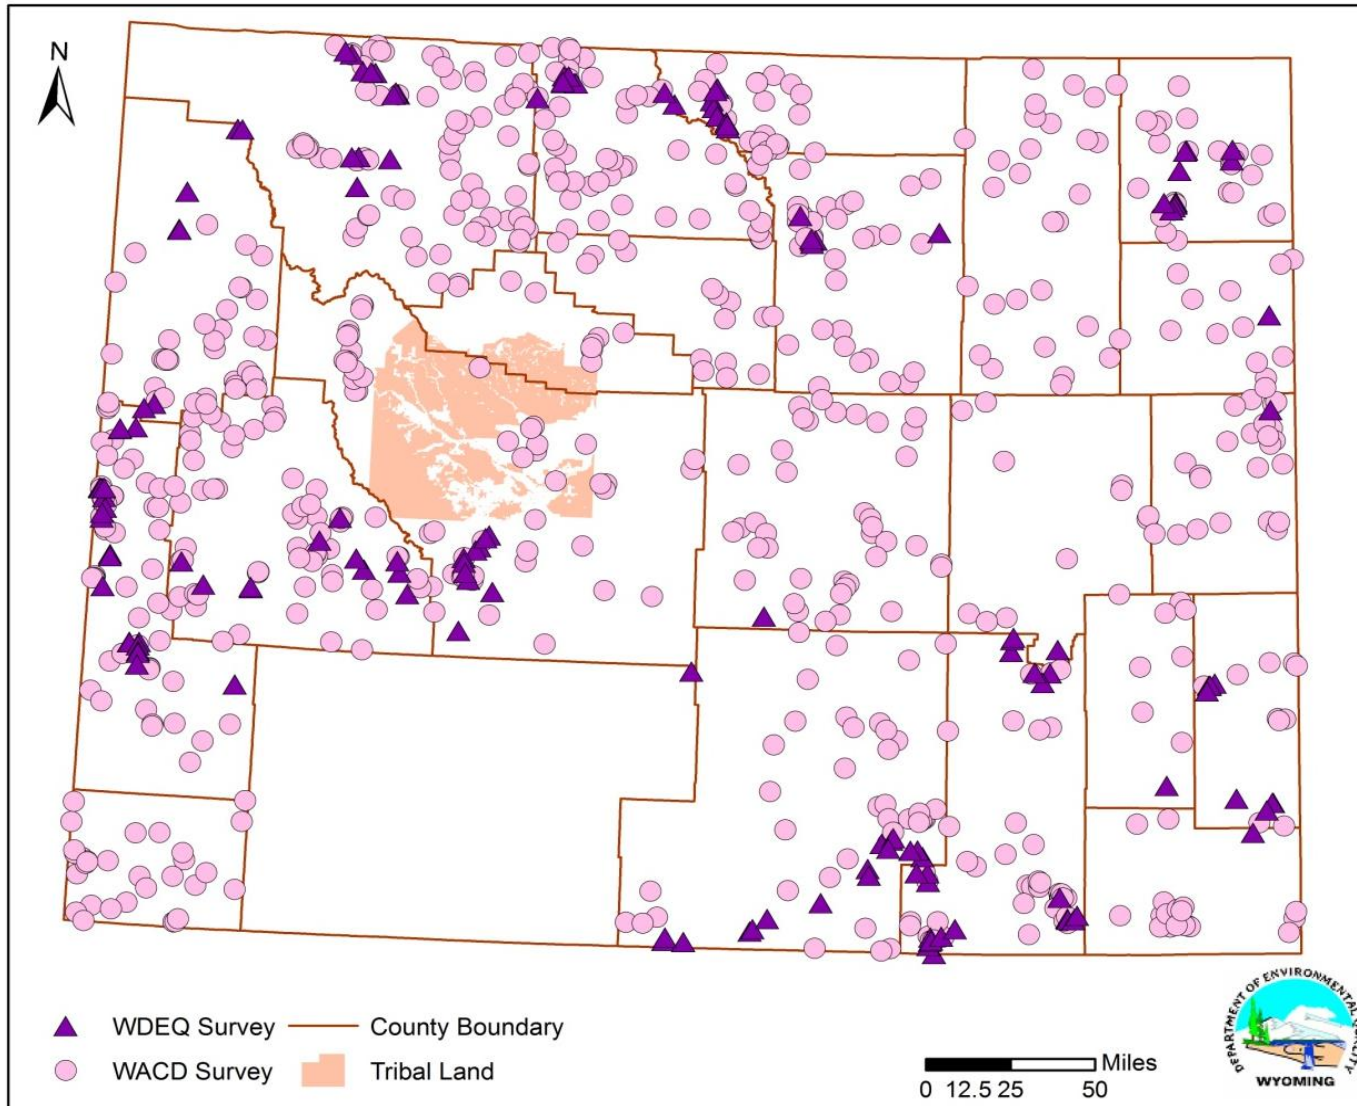 N
WDEQ Survey
County Boundary
WACD Survey
Tribal Land
Miles
0 12.5 25 50
DEPARTMENT OF ENVIRONMENTAL QUALITY
WYOMING